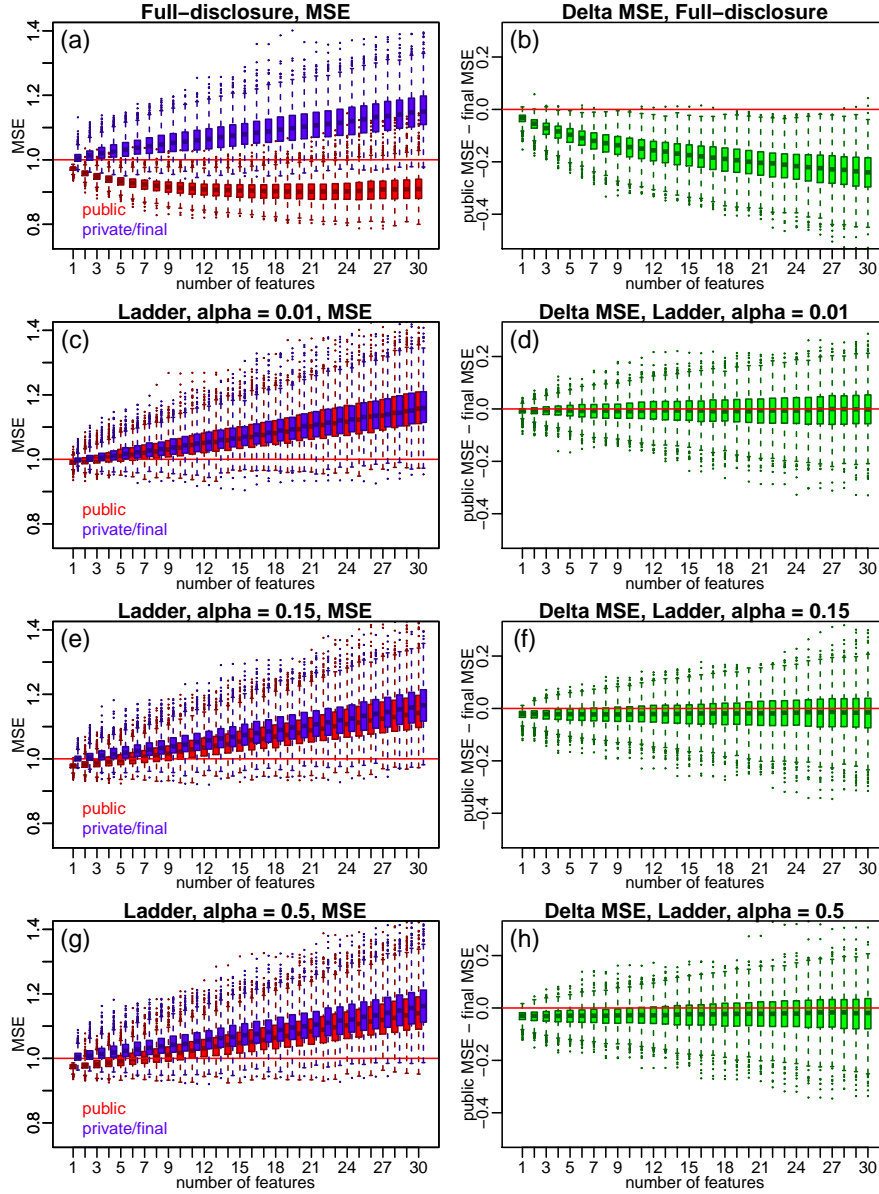 Full-disclosure, MSE
(a)
MSE
0.8 1.0 1.2 1.4
public
private/final
1 3 5 7 9 12 15 18 21 24 27 30
number of features
Delta MSE, Full-disclosure
(b)
public MSE − final MSE
−0.4 −0.2 0.0 0.2
1 3 5 7 9 12 15 18 21 24 27 30
number of features
Ladder, alpha = 0.01, MSE
(c)
MSE
0.8 1.0 1.2 1.4
public
private/final
1 3 5 7 9 12 15 18 21 24 27 30
number of features
Delta MSE, Ladder, alpha = 0.01
(d)
public MSE − final MSE
−0.4 −0.2 0.0 0.2
1 3 5 7 9 12 15 18 21 24 27 30
number of features
Ladder, alpha = 0.15, MSE
(e)
MSE
0.8 1.0 1.2 1.4
public
private/final
1 3 5 7 9 12 15 18 21 24 27 30
number of features
Delta MSE, Ladder, alpha = 0.15
(f)
public MSE − final MSE
−0.4 −0.2 0.0 0.2
1 3 5 7 9 12 15 18 21 24 27 30
number of features
Ladder, alpha = 0.5, MSE
(g)
MSE
0.8 1.0 1.2 1.4
public
private/final
1 3 5 7 9 12 15 18 21 24 27 30
number of features
Delta MSE, Ladder, alpha = 0.5
(h)
public MSE − final MSE
−0.4 −0.2 0.0 0.2
1 3 5 7 9 12 15 18 21 24 27 30
number of features